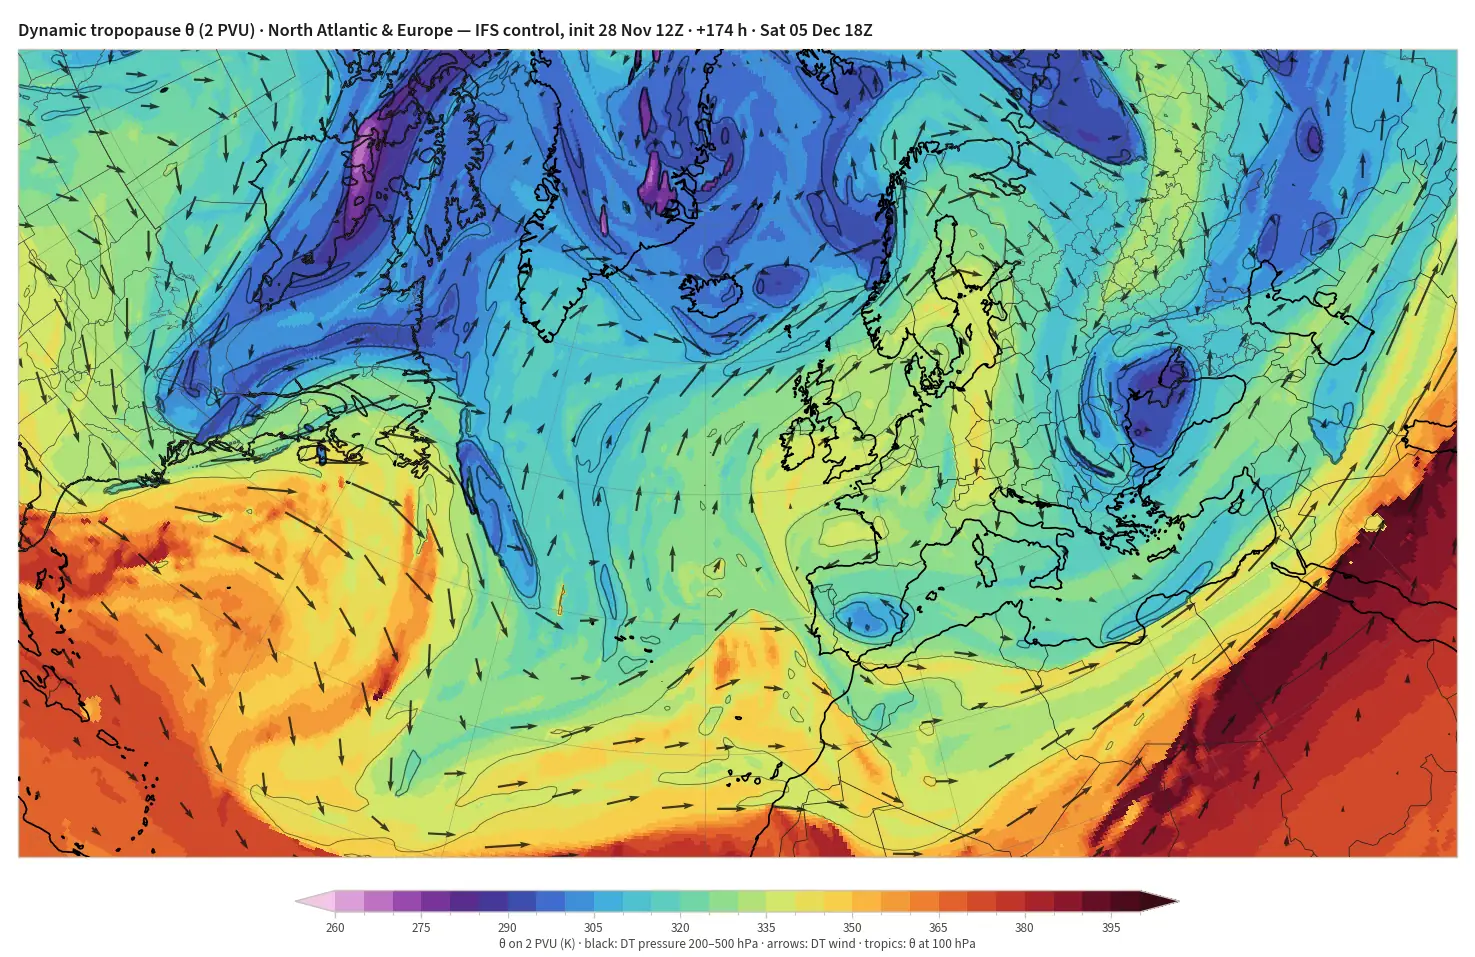 Dynamic tropopause θ (2 PVU) · North Atlantic & Europe — IFS control, init 28 Nov 12Z · +174 h · Sat 05 Dec 18Z
260 275 290 305 320 335 350 365 380 395
θ on 2 PVU (K) · black: DT pressure 200–500 hPa · arrows: DT wind · tropics: θ at 100 hPa